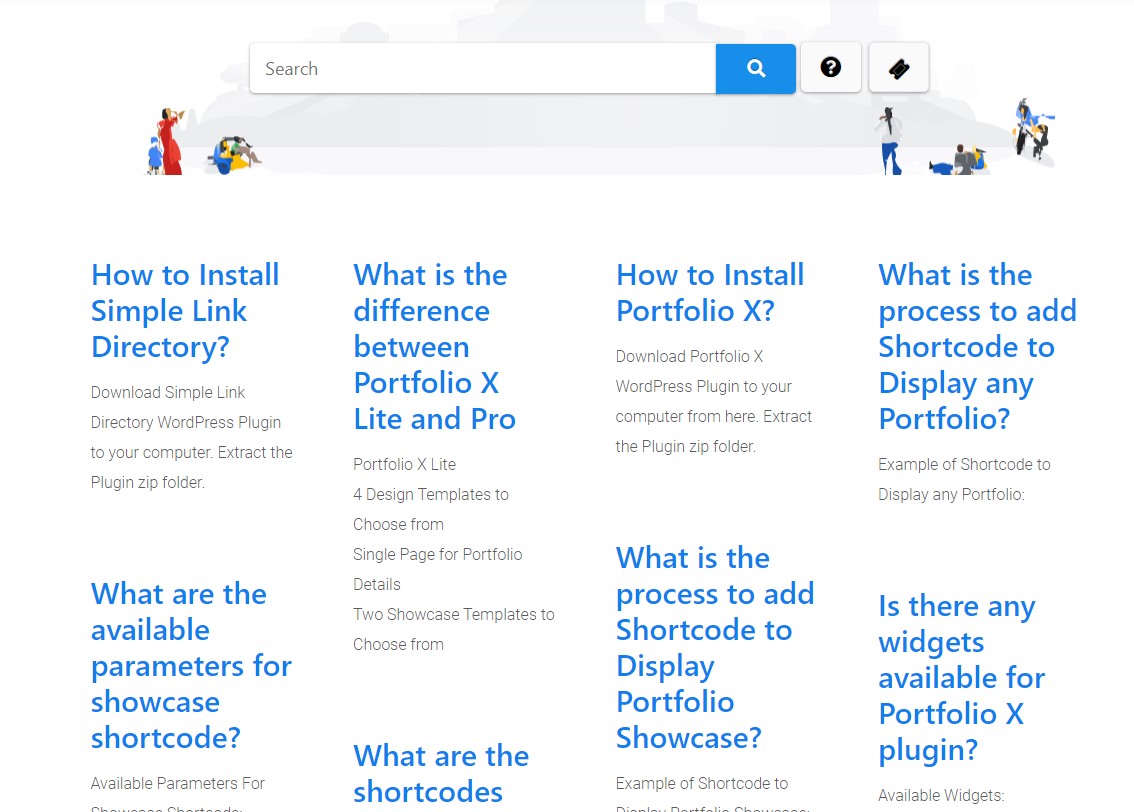 Search
How to Install
Simple Link
Directory?
Download Simple Link
Directory WordPress Plugin
to your computer. Extract the
Plugin zip folder.
What are the
available
parameters for
showcase
shortcode?
Available Parameters For
Showcase Shortcode:
What is the
difference
between
Portfolio X
Lite and Pro
Portfolio X Lite
4 Design Templates to
Choose from
Single Page for Portfolio
Details
Two Showcase Templates to
Choose from
What are the
shortcodes
How to Install
Portfolio X?
Download Portfolio X
WordPress Plugin to your
computer from here. Extract
the Plugin zip folder.
What is the
process to add
Shortcode to
Display
Portfolio
Showcase?
Example of Shortcode to
Display Portfolio Showcase:
What is the
process to add
Shortcode to
Display any
Portfolio?
Example of Shortcode to
Display any Portfolio:
Is there any
widgets
available for
Portfolio X
plugin?
Available Widgets: